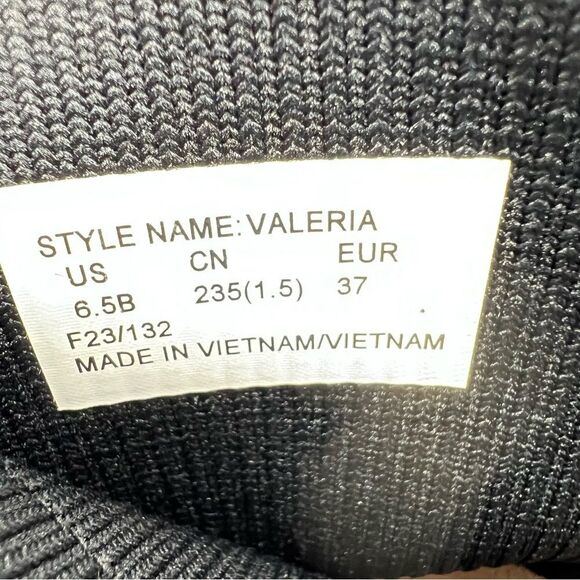 STYLE NAME: VALERIA
US CN EUR
6.5B 235(1.5) 37
F23/132
MADE IN VIETNAM/VIETNAM